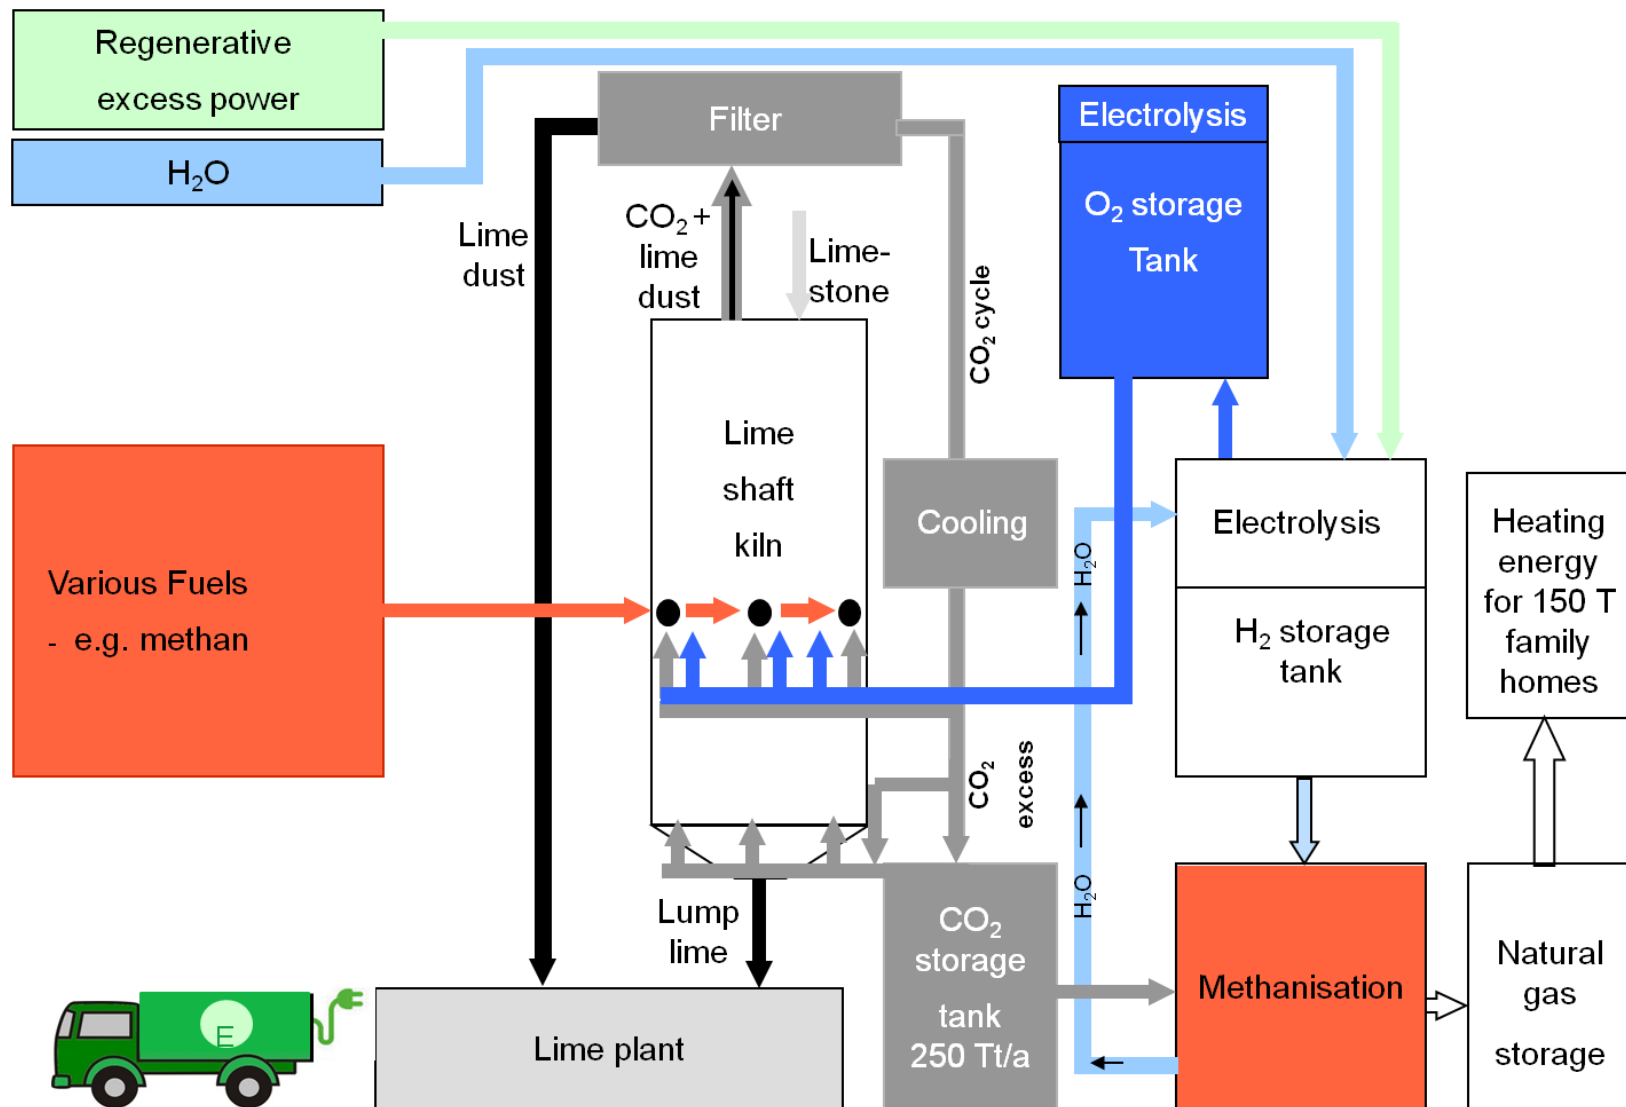 Regenerative
excess power
H₂O
Filter
Electrolysis
O₂ storage
Tank
Lime
dust
CO₂ +
lime
dust
Lime-
stone
CO₂ cycle
Lime
shaft
kiln
Cooling
Electrolysis
H₂ storage
tank
Heating
energy
for 150 T
family
homes
Various Fuels
- e.g. methan
H₂O
CO₂
excess
H₂O
Lump
lime
CO₂
storage
tank
250 Tt/a
Methanisation
Natural
gas
storage
E
Lime plant